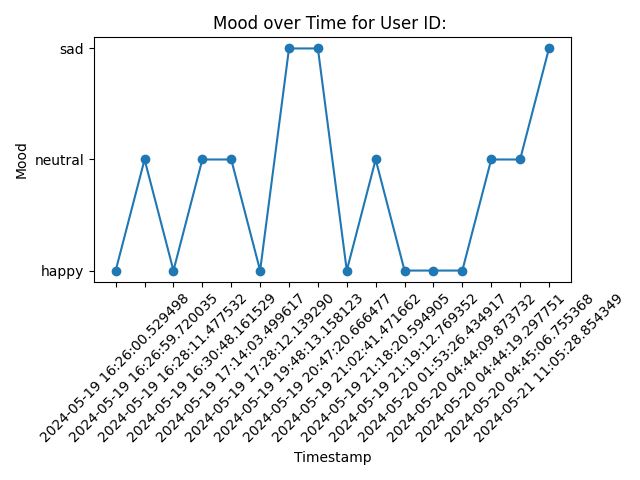 Mood over Time for User ID:
sad
neutral
happy
Mood
2024-05-19 16:26:00.529498
2024-05-19 16:26:59.720035
2024-05-19 16:28:11.477532
2024-05-19 16:30:48.161529
2024-05-19 17:14:03.499617
2024-05-19 17:28:12.139290
2024-05-19 19:48:13.158123
2024-05-19 20:47:20.666477
2024-05-19 21:02:41.471662
2024-05-19 21:18:20.594905
2024-05-19 21:19:12.769352
2024-05-20 01:53:26.434917
2024-05-20 04:44:09.873732
2024-05-20 04:44:19.297751
2024-05-20 04:45:06.755368
2024-05-21 11:05:28.854349
Timestamp